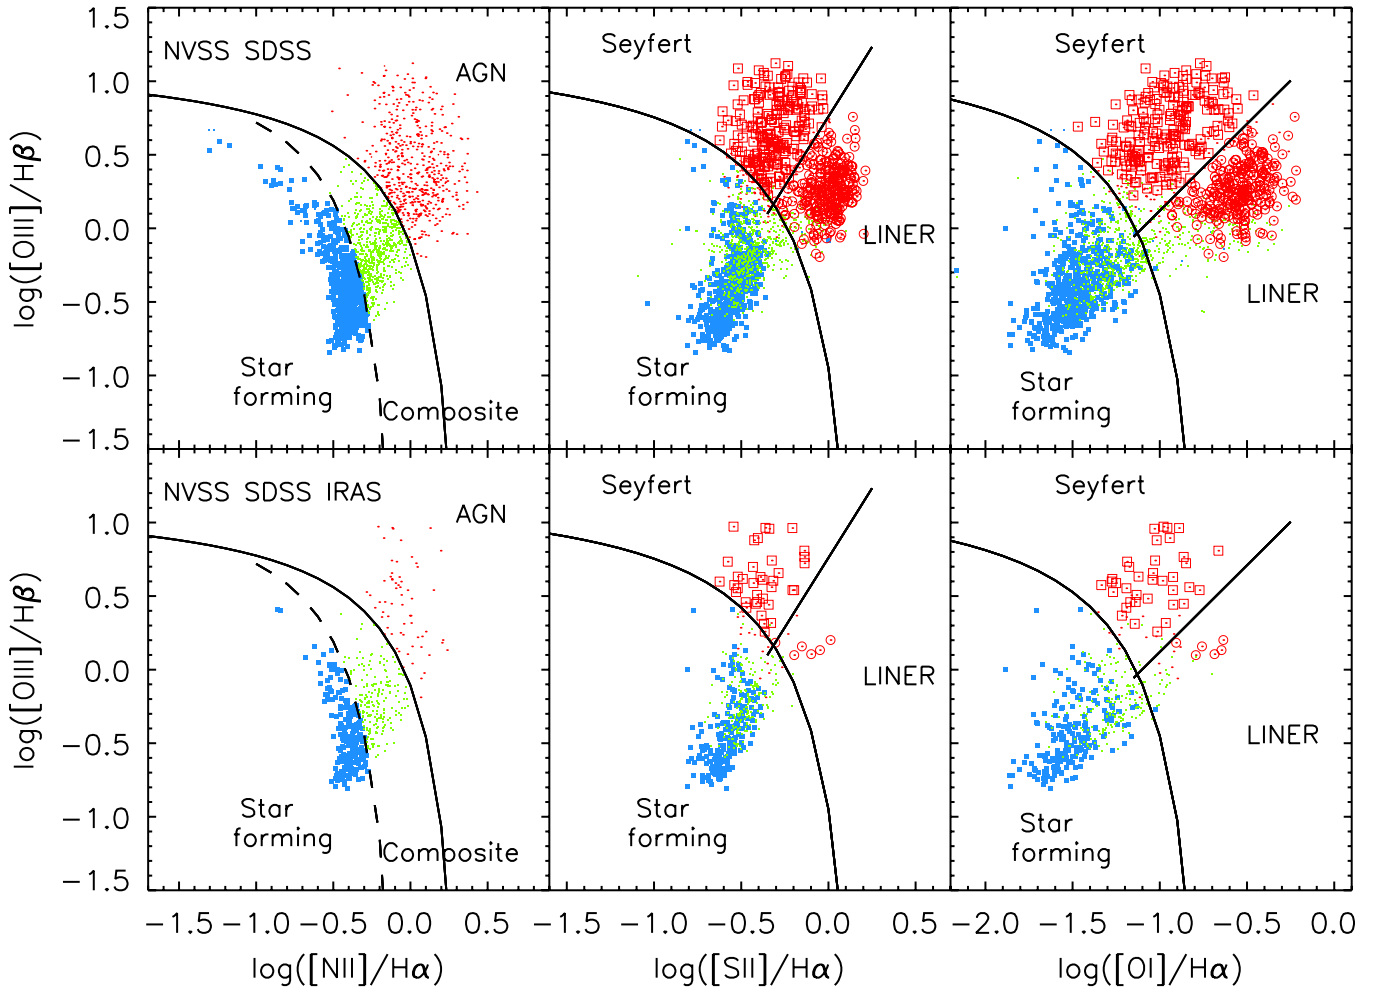 1.5
1.0
0.5
0.0
−0.5
−1.0
−1.5
log([OIII]/Hβ)
NVSS SDSS
AGN
Star
forming
Composite
Seyfert
LINER
Star
forming
Seyfert
LINER
Star
forming
1.0
0.5
0.0
−0.5
−1.0
−1.5
log([OIII]/Hβ)
NVSS SDSS IRAS
AGN
Star
forming
Composite
Seyfert
LINER
Star
forming
Seyfert
LINER
Star
forming
−1.5 −1.0 −0.5 0.0 0.5
−1.5 −1.0 −0.5 0.0 0.5
−2.0 −1.5 −1.0 −0.5 0.0
log([NII]/Hα)
log([SII]/Hα)
log([OI]/Hα)